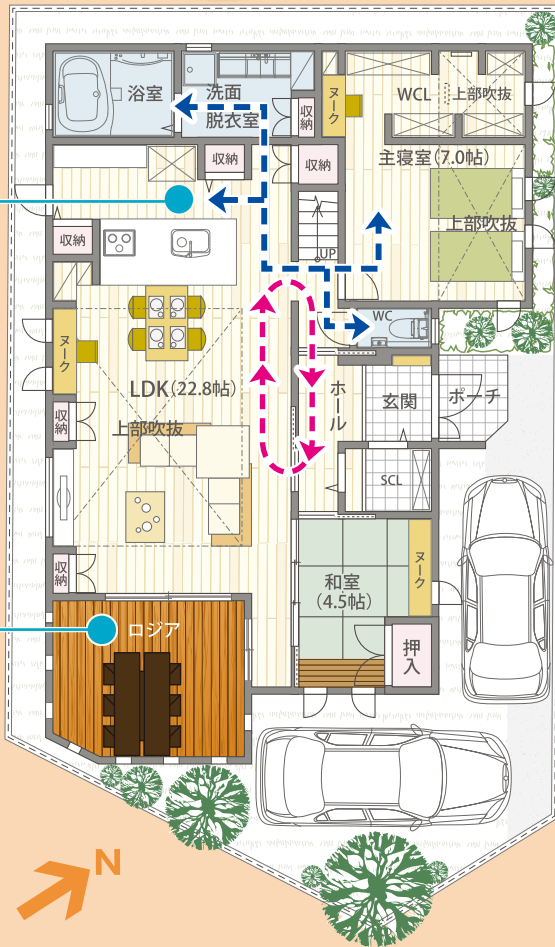 浴室
洗面
脱衣室
収納
ヌーク
WCL
上部吹抜
主寝室(7.0帖)
上部吹抜
収納
収納
収納
UP
WC
ヌーク
LDK(22.8帖)
上部吹抜
収納
ホール
玄関
ポーチ
SCL
収納
和室
(4.5帖)
ヌーク
押入
ロジア
N